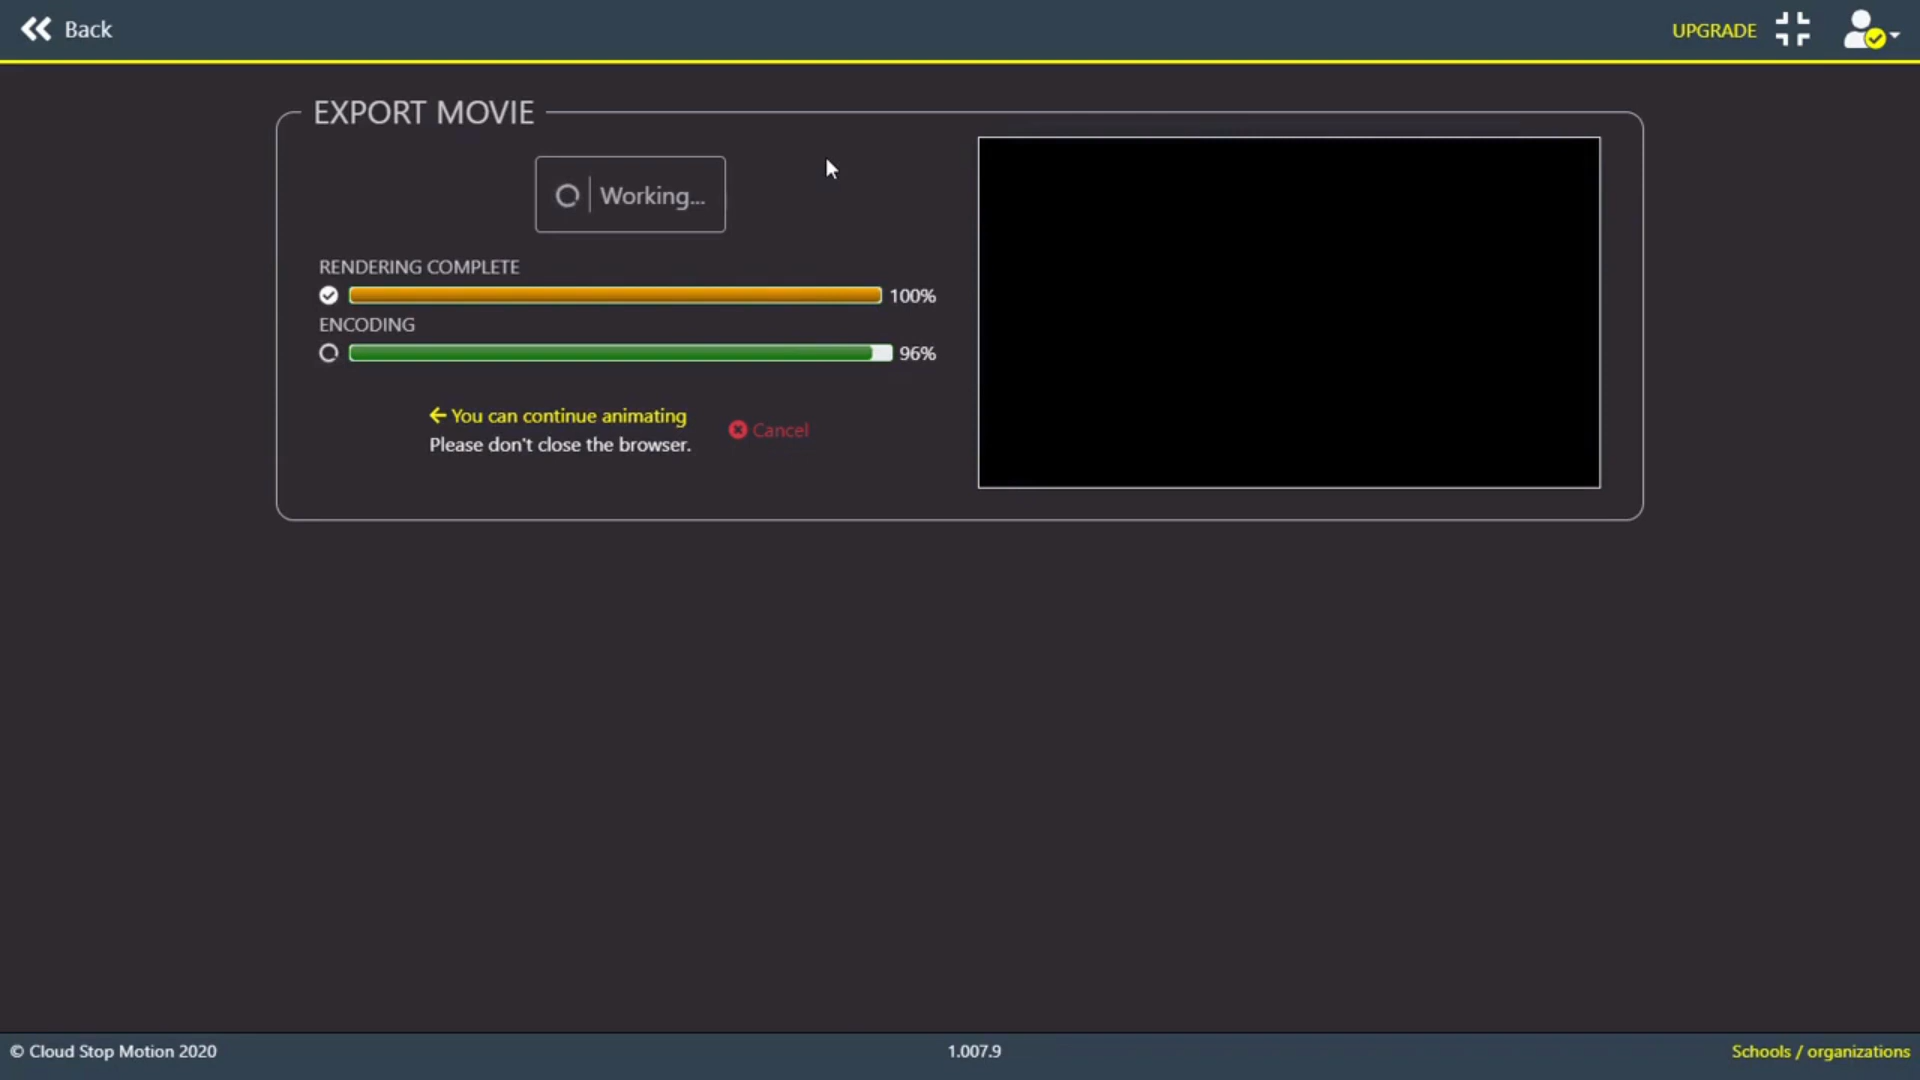 Back
UPGRADE
EXPORT MOVIE
Working...
RENDERING COMPLETE
100%
ENCODING
96%
You can continue animating
Please don't close the browser.
Cancel
© Cloud Stop Motion 2020
1.007.9
Schools / organizations